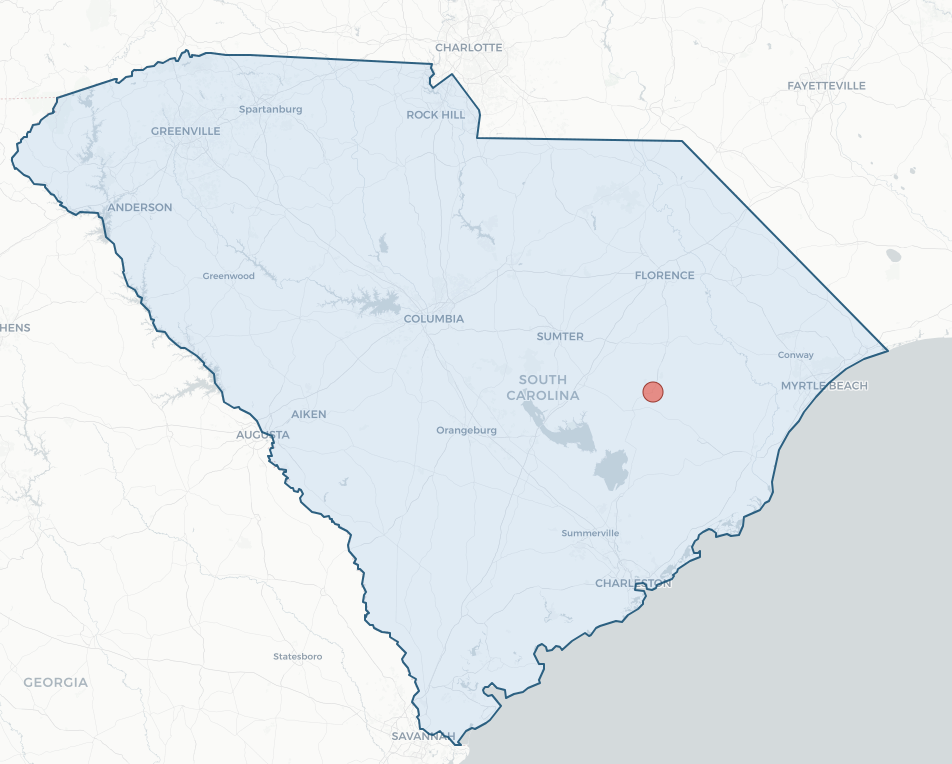 CHARLOTTE
FAYETTEVILLE
Spartanburg
ROCK HILL
GREENVILLE
ANDERSON
Greenwood
FLORENCE
COLUMBIA
HENS
SUMTER
Conway
SOUTH
CAROLINA
MYRTLE BEACH
AIKEN
Orangeburg
AUGUSTA
Summerville
CHARLESTON
Statesboro
GEORGIA
SAVANNAH